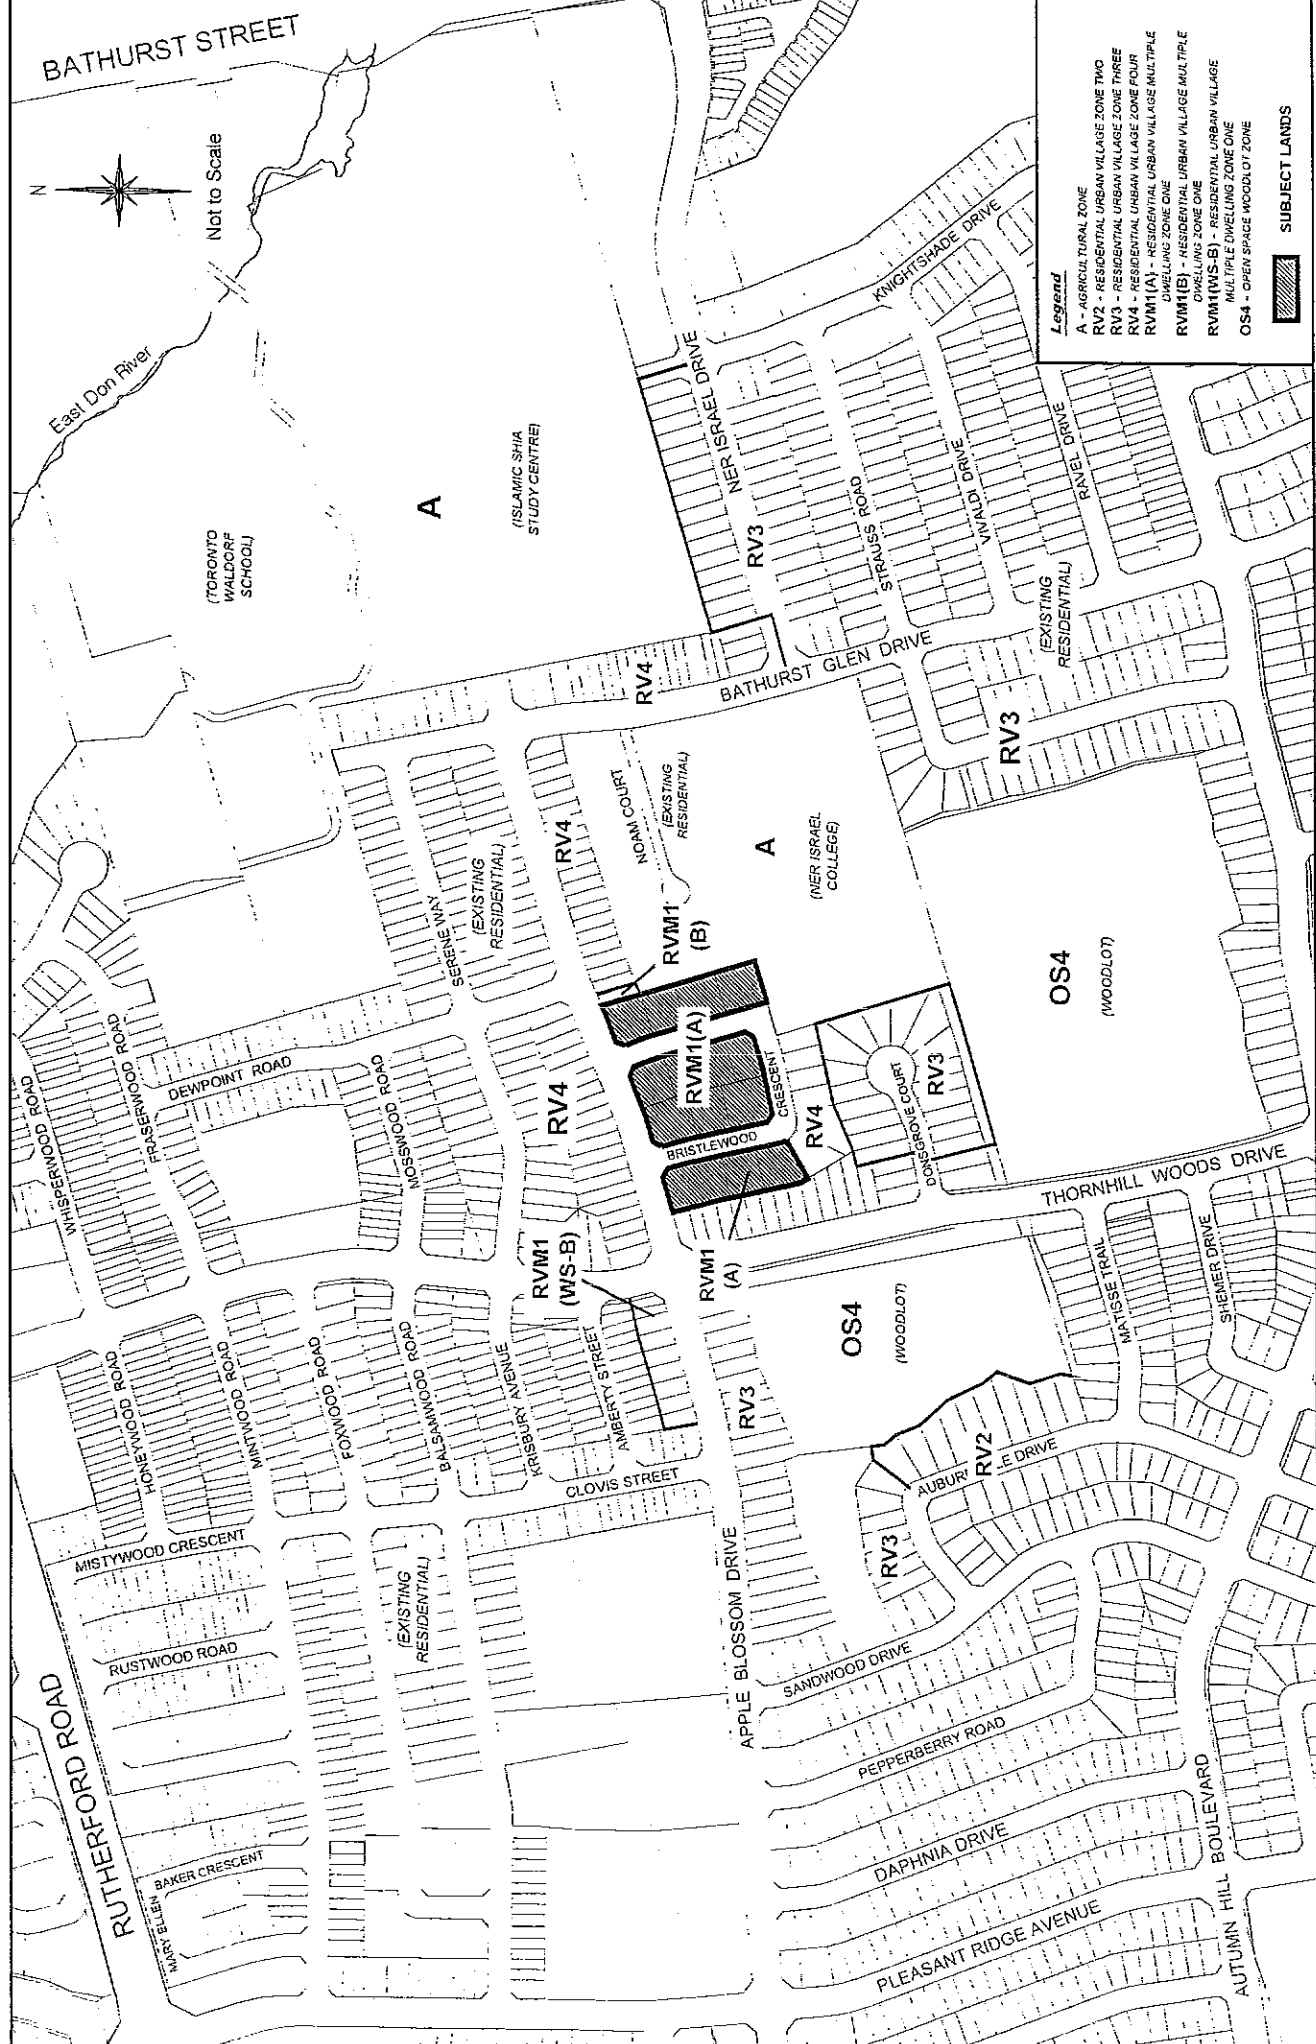 BATHURST STREET
N
Not to Scale
East Don River
(TORONTO
WALDORF
SCHOOL)
A
(ISLAMIC SHIA
STUDY CENTRE)
NER ISRAEL DRIVE
KNIGHTSHADE DRIVE
RV3
STRAUSS ROAD
VIVALDI DRIVE
RAVEL DRIVE
(EXISTING
RESIDENTIAL)
BATHURST GLEN DRIVE
RV4
RV3
NOAM COURT
(EXISTING
RESIDENTIAL)
A
(NER ISRAEL
COLLEGE)
RV4
SERENE WAY
(EXISTING
RESIDENTIAL)
RVM1
(B)
RVM1(A)
CRESCENT
BRISTLEWOOD
RV4
RV4
DONSGROVE COURT
RV3
OS4
(WOODLOT)
WHISPERWOOD ROAD
FRASERWOOD ROAD
DEWPOINT ROAD
MOSSWOOD ROAD
RVM1
(WS-B)
RVM1
(A)
THORNHILL WOODS DRIVE
MATISSE TRAIL
SHEMER DRIVE
OS4
(WOODLOT)
HONEYWOOD ROAD
MINTWOOD ROAD
FOXWOOD ROAD
BALSAMWOOD ROAD
KRISBURY AVENUE
AMBERTY STREET
CLOVIS STREET
RV3
RV2
RV3
MISTYWOOD CRESCENT
RUSTWOOD ROAD
(EXISTING
RESIDENTIAL)
APPLE BLOSSOM DRIVE
SANDWOOD DRIVE
PEPPERBERRY ROAD
DAPHNIA DRIVE
PLEASANT RIDGE AVENUE
AUTUMN HILL BOULEVARD
RUTHERFORD ROAD
MARY ELLEN BAKER CRESCENT
Legend
A - AGRICULTURAL ZONE
RV2 - RESIDENTIAL URBAN VILLAGE ZONE TWO
RV3 - RESIDENTIAL URBAN VILLAGE ZONE THREE
RV4 - RESIDENTIAL URBAN VILLAGE ZONE FOUR
RVM1(A) - RESIDENTIAL URBAN VILLAGE MULTIPLE
DWELLING ZONE ONE
RVM1(B) - RESIDENTIAL URBAN VILLAGE MULTIPLE
DWELLING ZONE ONE
RVM1(WS-B) - RESIDENTIAL URBAN VILLAGE
MULTIPLE DWELLING ZONE ONE
OS4 - OPEN SPACE WOODLOT ZONE
SUBJECT LANDS